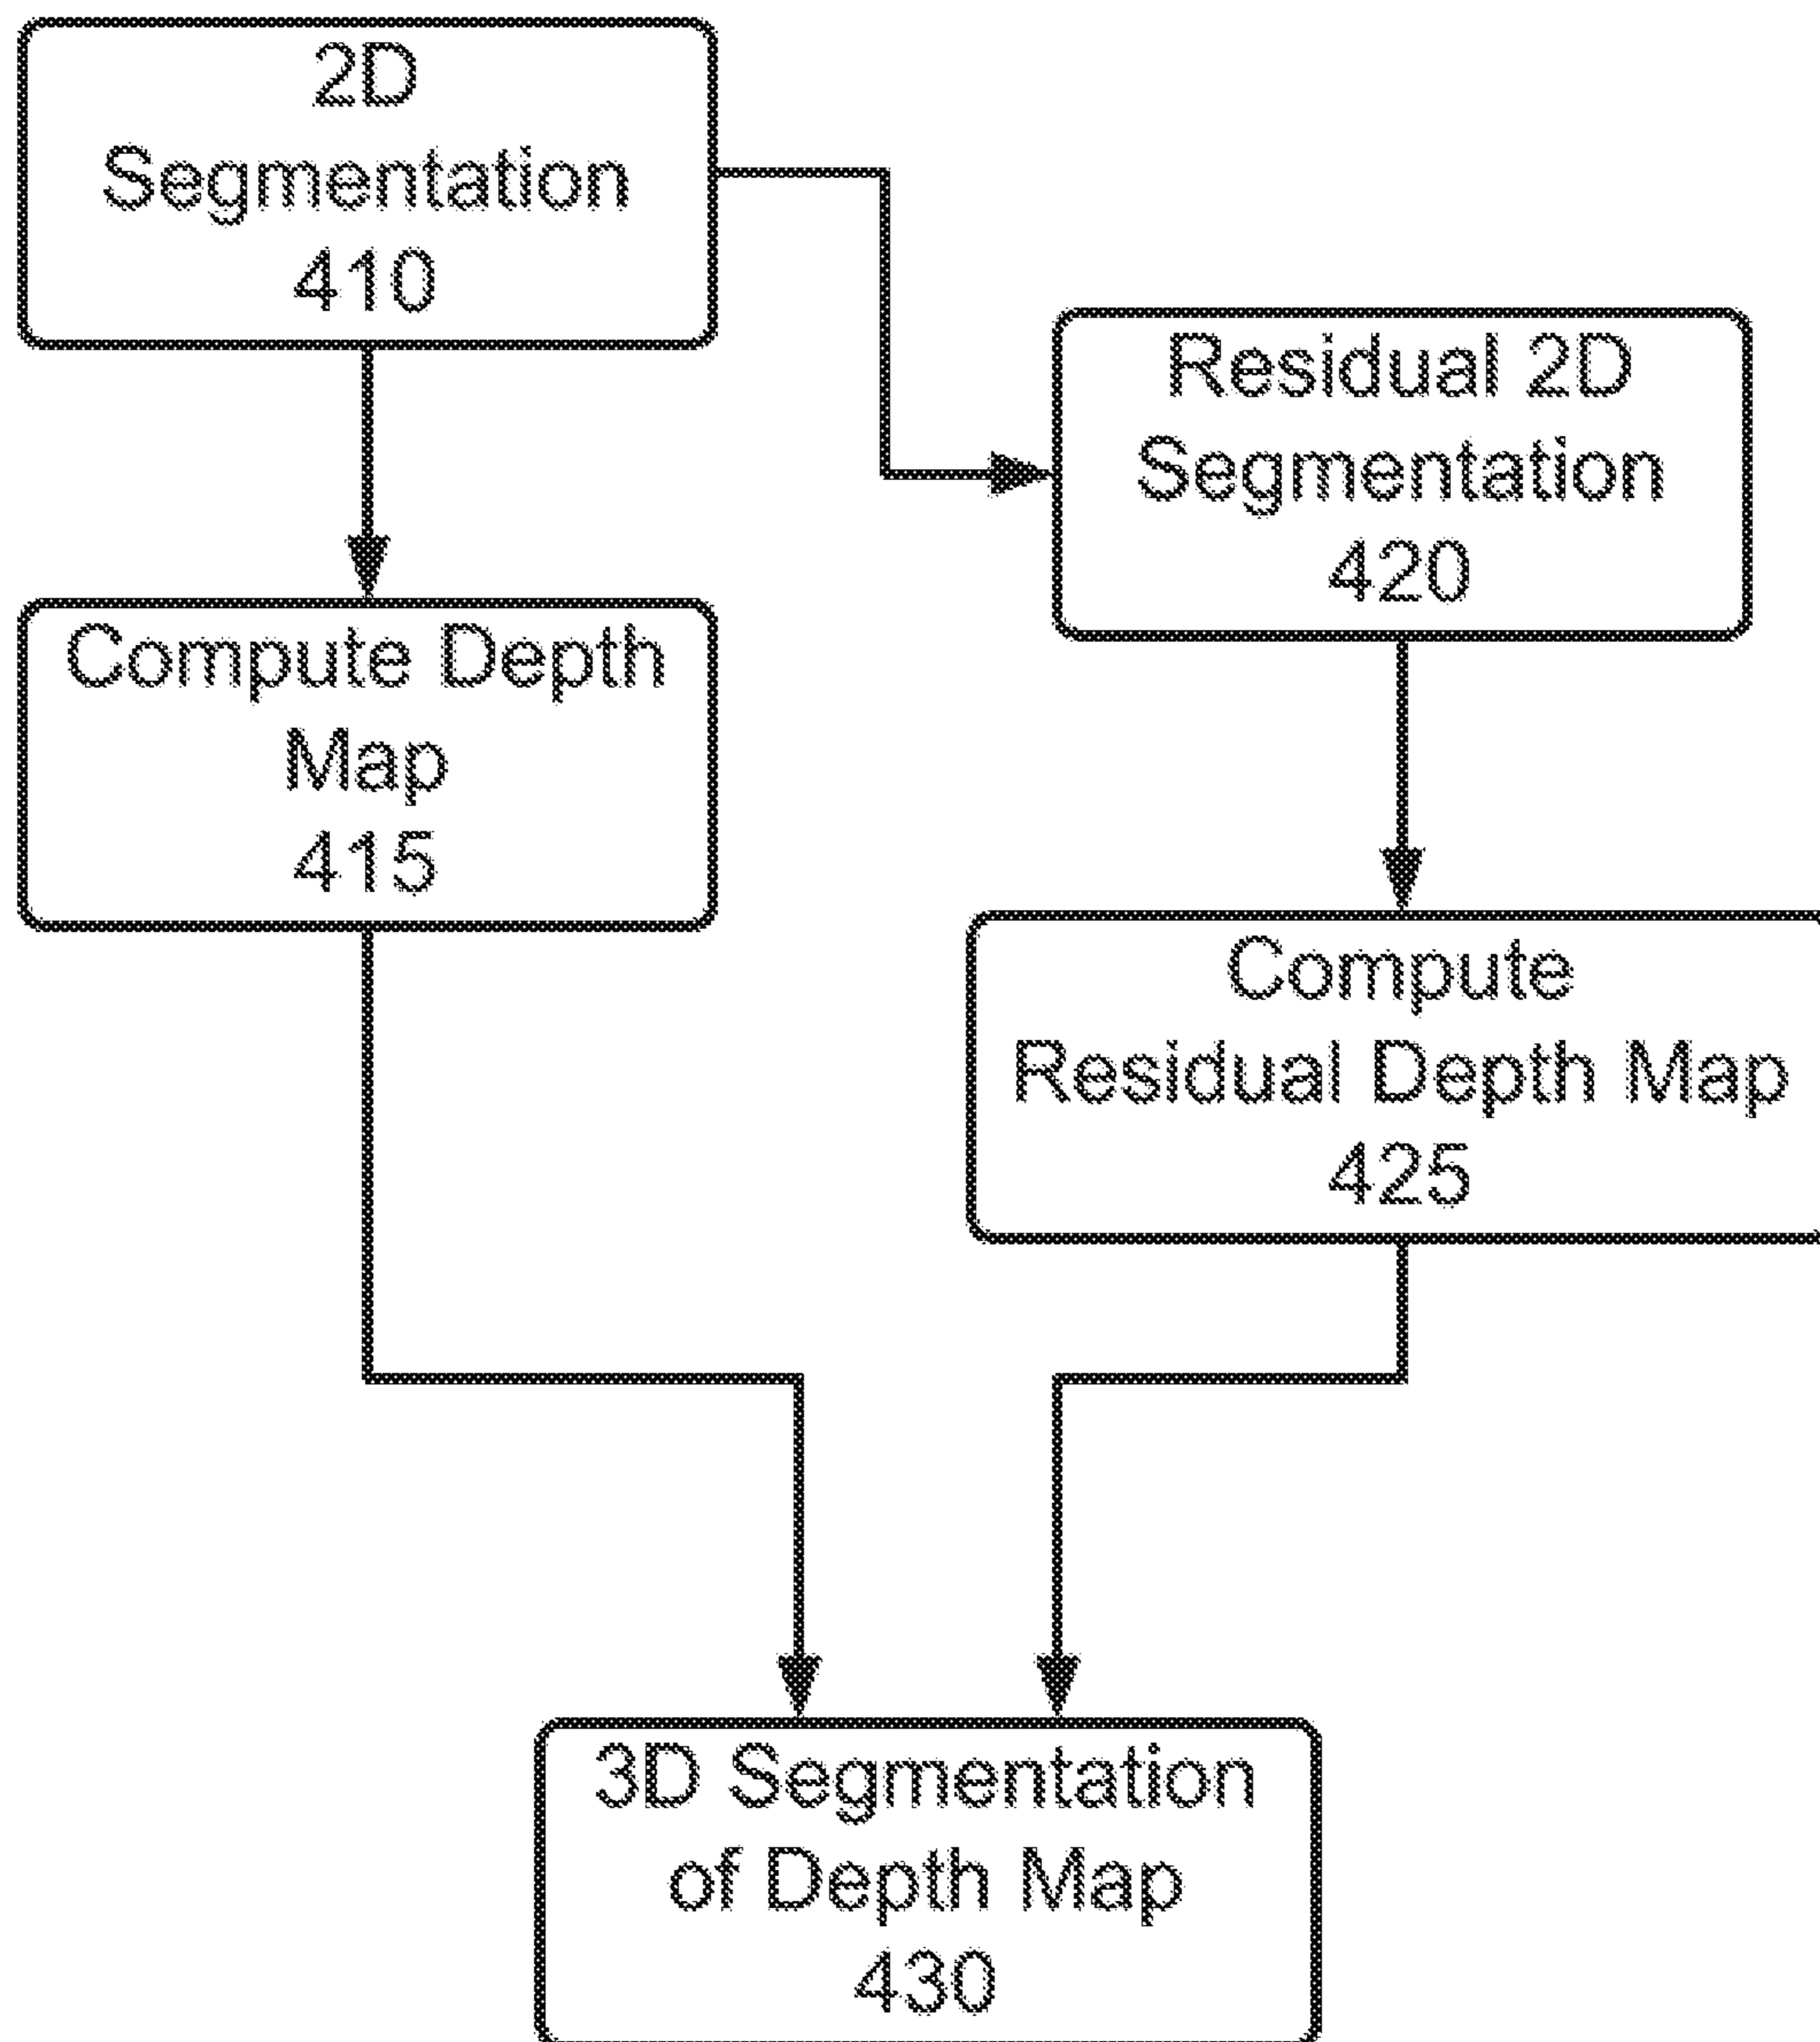 2D
Segmentation
410
Residual 2D
Segmentation
420
Compute Depth
Map
415
Compute
Residual Depth Map
425
3D Segmentation
of Depth Map
430